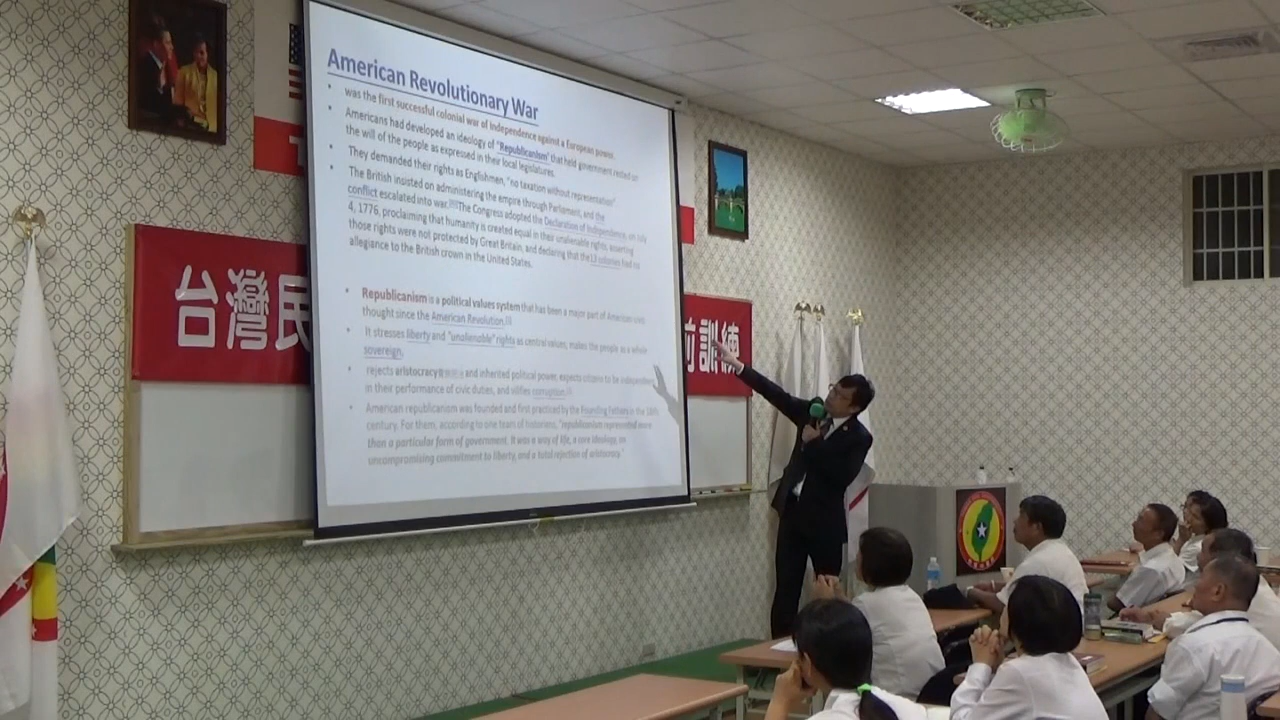 American Revolutionary War
• was the first successful colonial war of independence against a European power.
• Americans had developed an ideology of "Republicanism" that held government rested on
the will of the people as expressed in their local legislatures.
• They demanded their rights as Englishmen, "no taxation without representation"
• The British insisted on administering the empire through Parliament, and the
conflict escalated into war. The Congress adopted the Declaration of Independence, on July
4, 1776, proclaiming that humanity is created equal in their unalienable rights, asserting
those rights were not protected by Great Britain, and declaring that the 13 colonies had no
allegiance to the British crown in the United States.
• Republicanism is a political values system that has been a major part of American civic
thought since the American Revolution.
• It stresses liberty and "unalienable" rights as central values, makes the people as a whole
sovereign,
• rejects aristocracy and inherited political power, expects citizens to be independent
in their performance of civic duties, and vilifies corruption.
• American republicanism was founded and first practiced by the Founding Fathers in the 18th
century. For them, according to one team of historians, "republicanism represented more
than a particular form of government. It was a way of life, a core ideology, an
uncompromising commitment to liberty, and a total rejection of aristocracy."
台灣民
前訓練